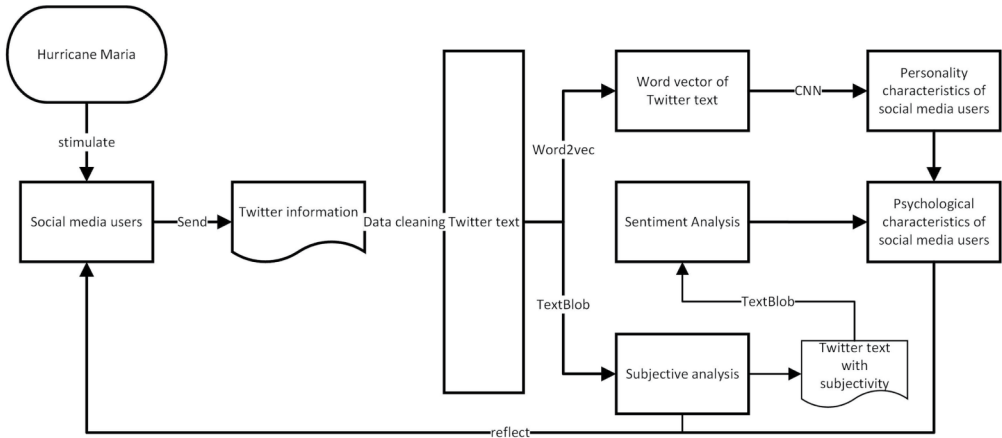 Hurricane Maria
stimulate
Social media users
Send
Twitter information
Data cleaning
Twitter text
Word2vec
TextBlob
Word vector of
Twitter text
CNN
Personality
characteristics of
social media users
Sentiment Analysis
Psychological
characteristics of
social media users
TextBlob
Subjective analysis
Twitter text
with
subjectivity
reflect